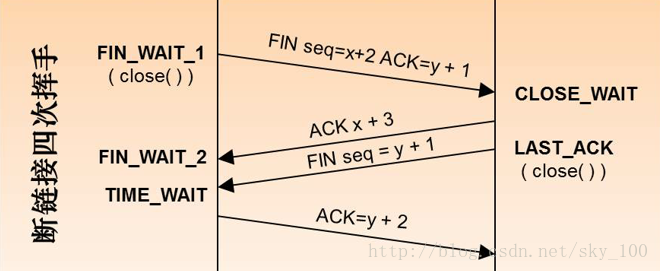 断链接四次挥手
FIN_WAIT_1
( close( ) )
FIN seq=x+2 ACK=y + 1
CLOSE_WAIT
ACK x + 3
FIN_WAIT_2
FIN seq = y + 1
LAST_ACK
( close( ) )
TIME_WAIT
ACK=y + 2
http://blog.csdn.net/sky_100